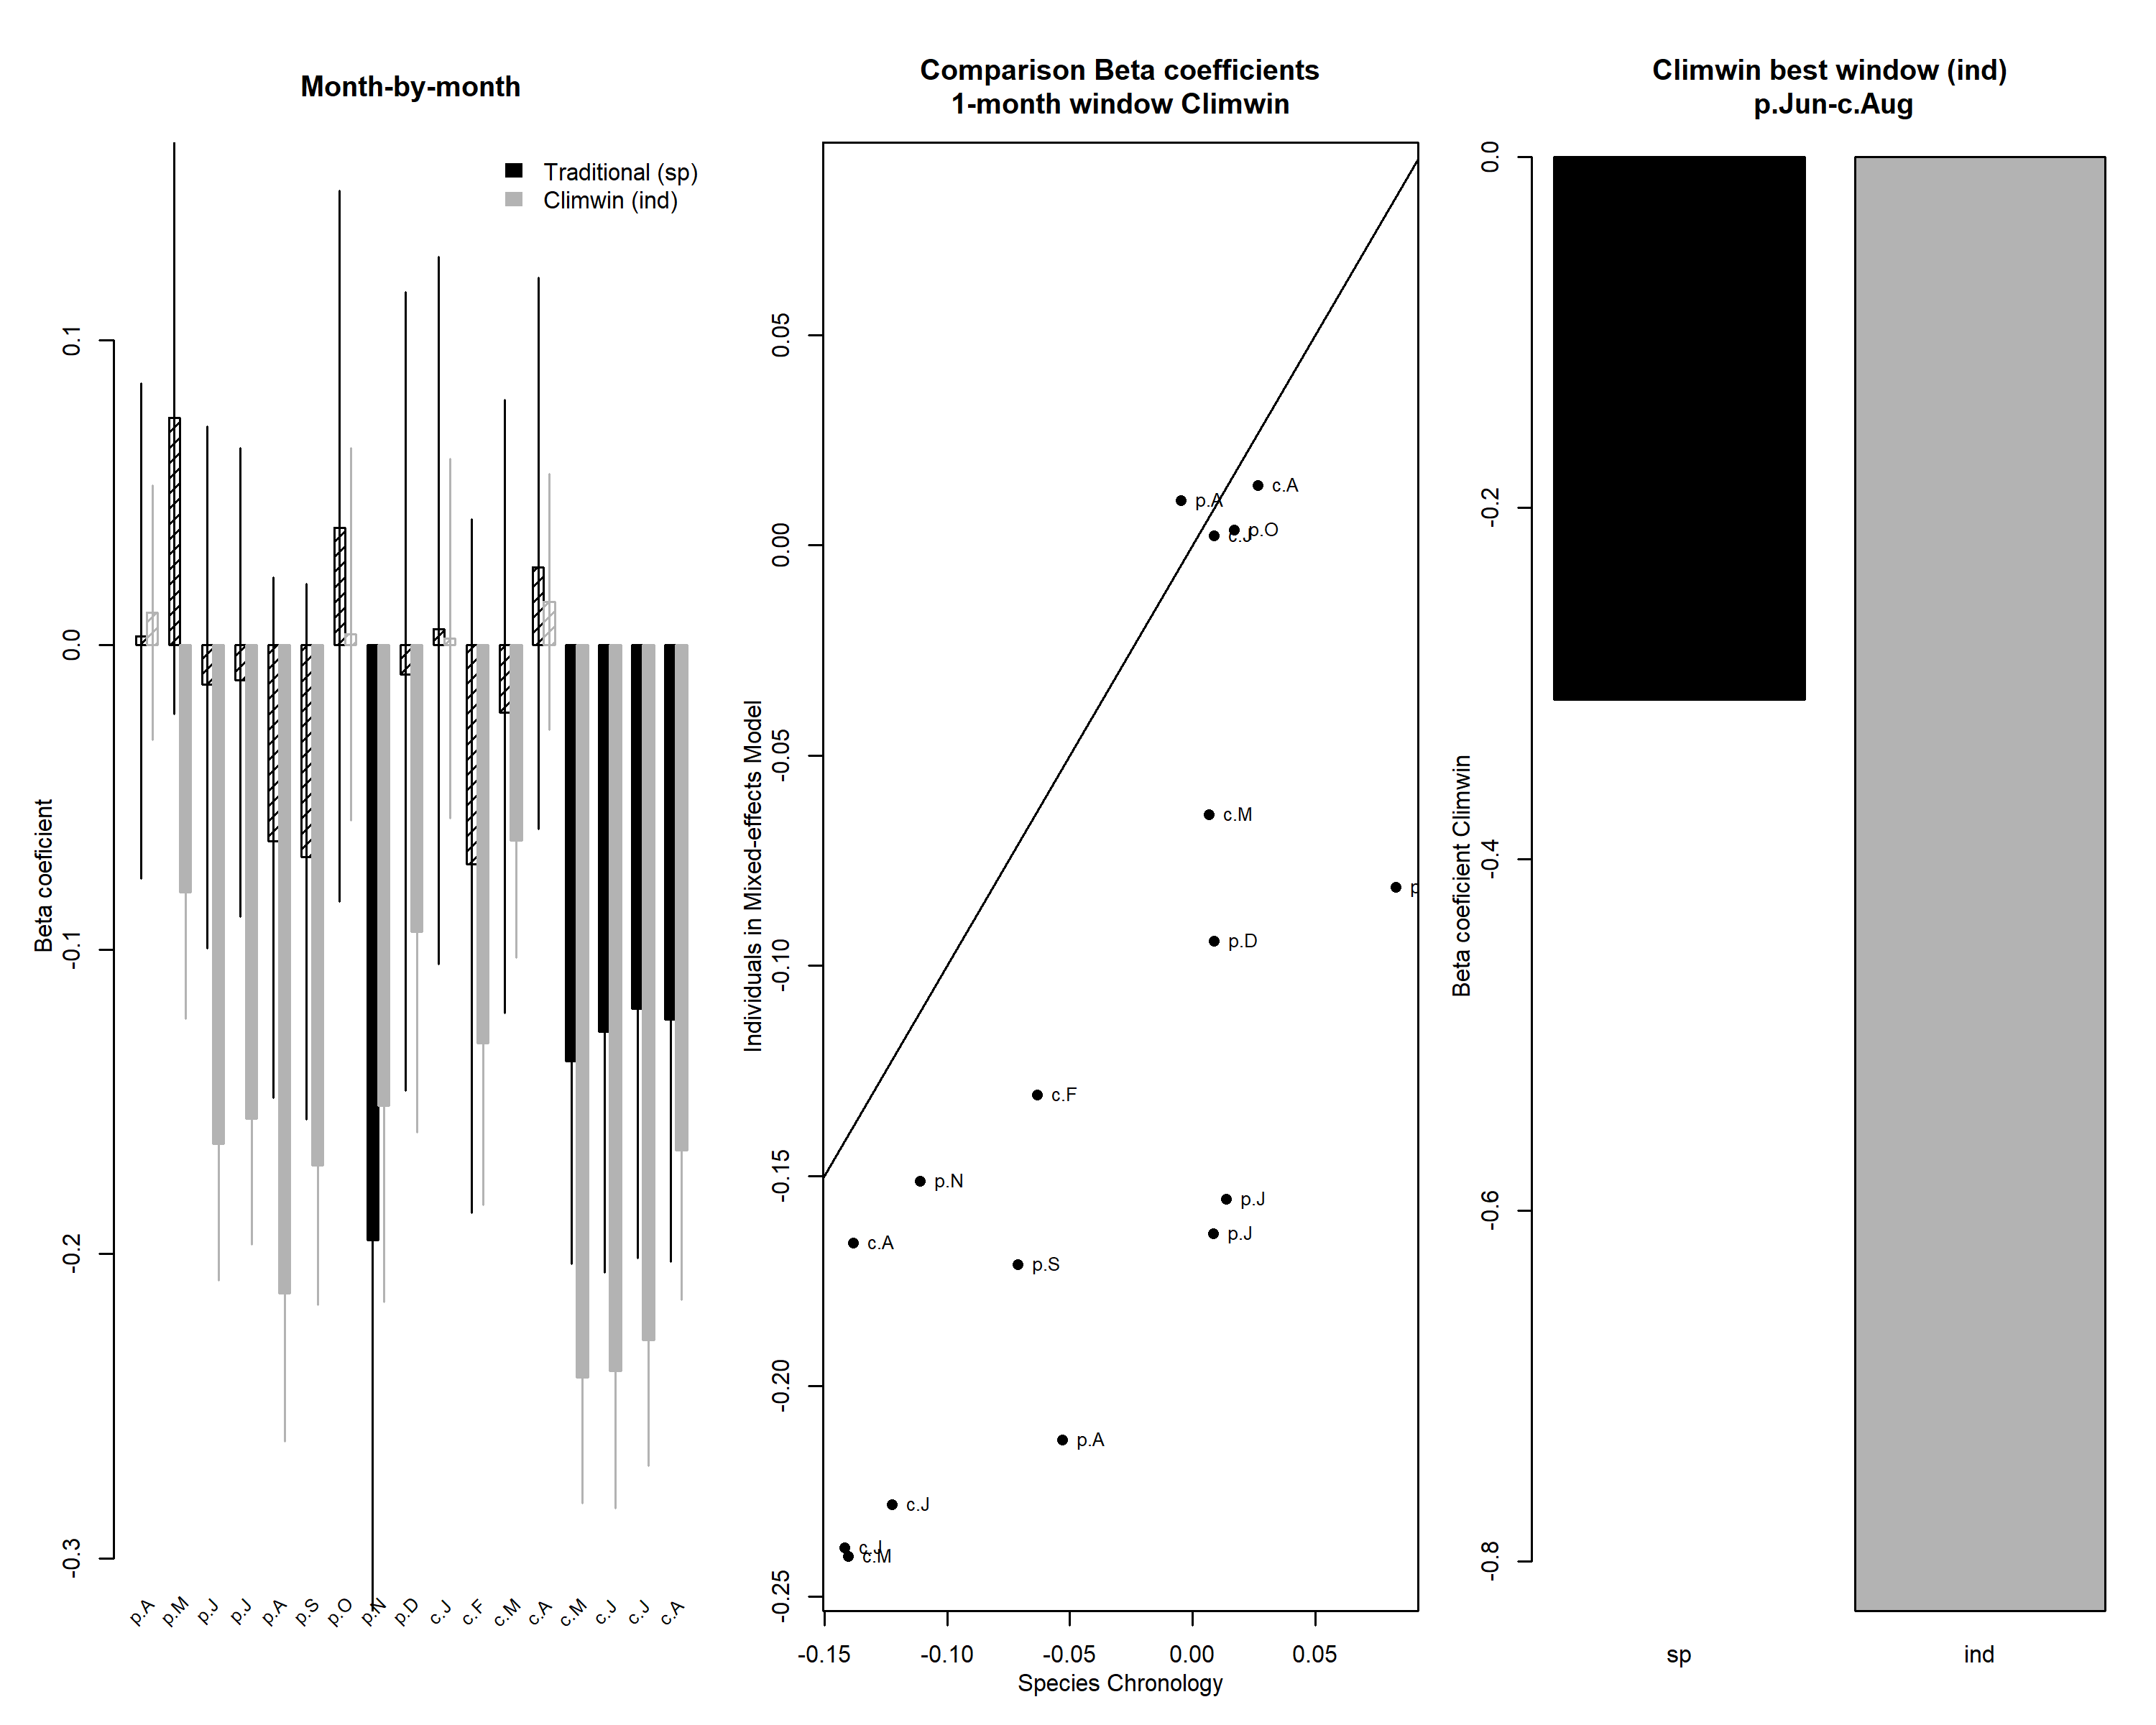 Month-by-month
Traditional (sp)
Climwin (ind)
Beta coeficient
0.1
0.0
-0.1
-0.2
-0.3
p.A
p.M
p.J
p.J
p.A
p.S
p.O
p.N
p.D
c.J
c.F
c.M
c.A
c.M
c.J
c.J
c.A
Comparison Beta coefficients
1-month window Climwin
Individuals in Mixed-effects Model
0.05
0.00
-0.05
-0.10
-0.15
-0.20
-0.25
c.A
p.A
p.O
c.J
c.M
p
p.D
c.F
p.N
p.J
p.J
c.A
p.S
p.A
c.J
c.J
c.M
-0.15
-0.10
-0.05
0.00
0.05
Species Chronology
Climwin best window (ind)
p.Jun-c.Aug
Beta coeficient Climwin
0.0
-0.2
-0.4
-0.6
-0.8
sp
ind